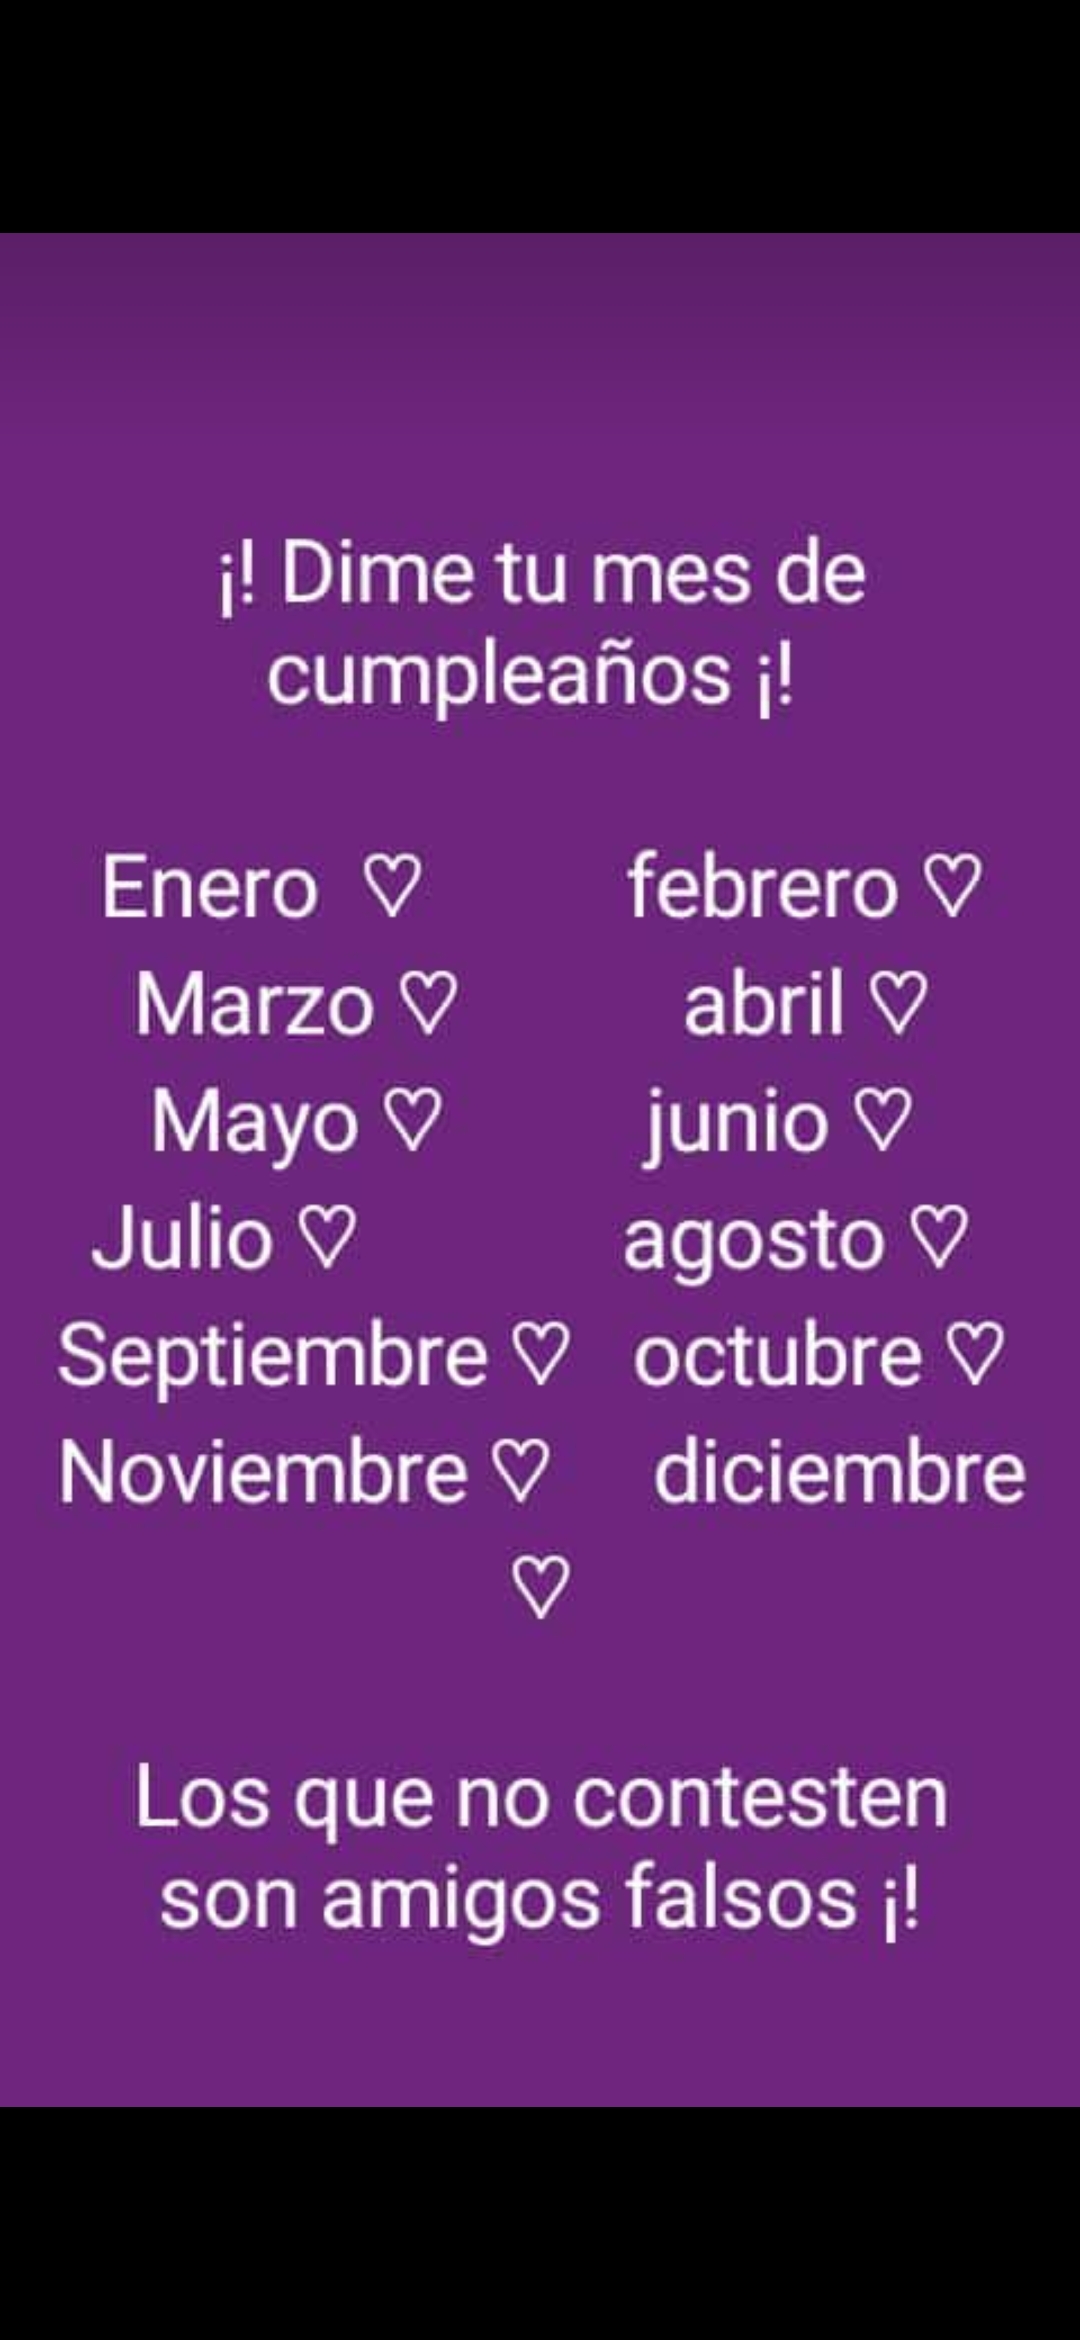 ¡! Dime tu mes de
cumpleaños ¡!
Enero ♡ febrero ♡
Marzo ♡ abril ♡
Mayo ♡ junio ♡
Julio ♡ agosto ♡
Septiembre ♡ octubre ♡
Noviembre ♡ diciembre
♡
Los que no contesten
son amigos falsos ¡!